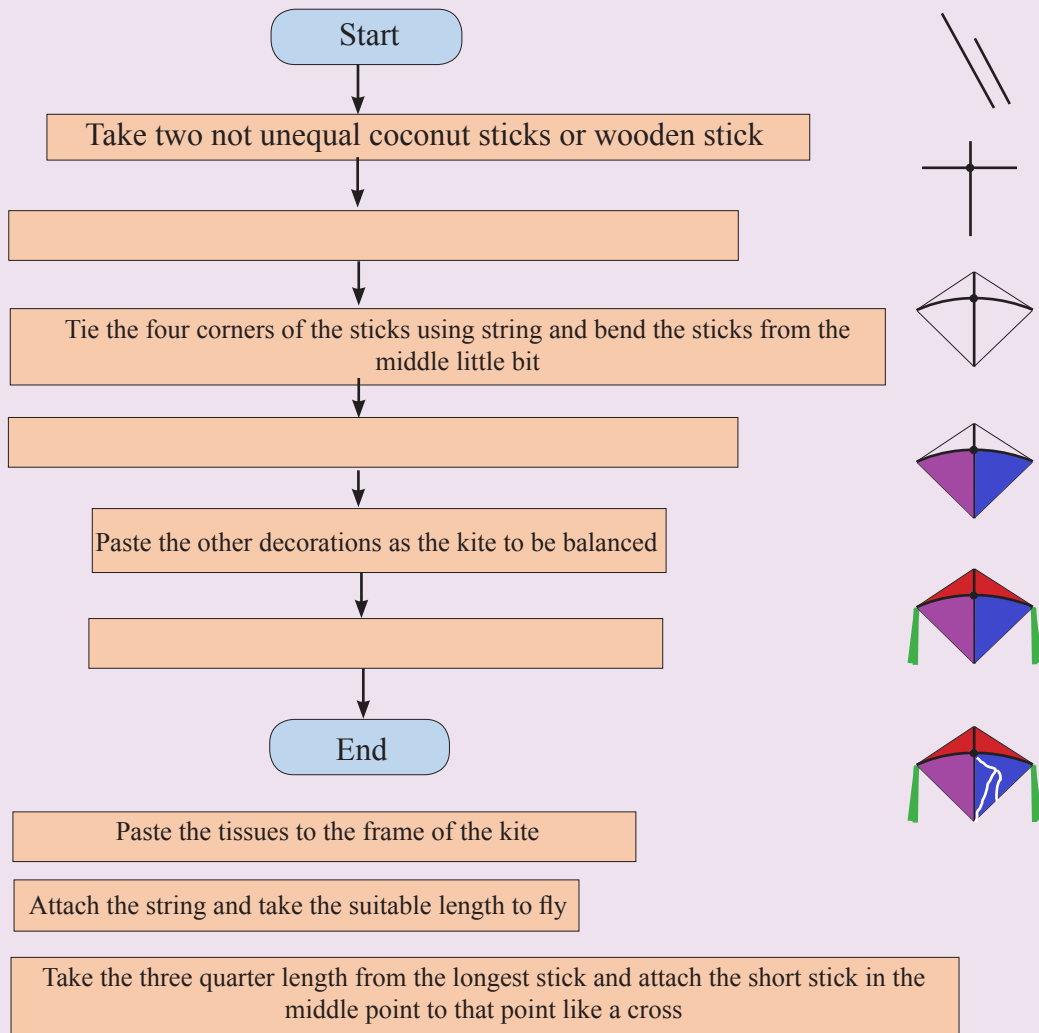 Start
Take two not unequal coconut sticks or wooden stick
Tie the four corners of the sticks using string and bend the sticks from the
middle little bit
Paste the other decorations as the kite to be balanced
End
Paste the tissues to the frame of the kite
Attach the string and take the suitable length to fly
Take the three quarter length from the longest stick and attach the short stick in the
middle point to that point like a cross